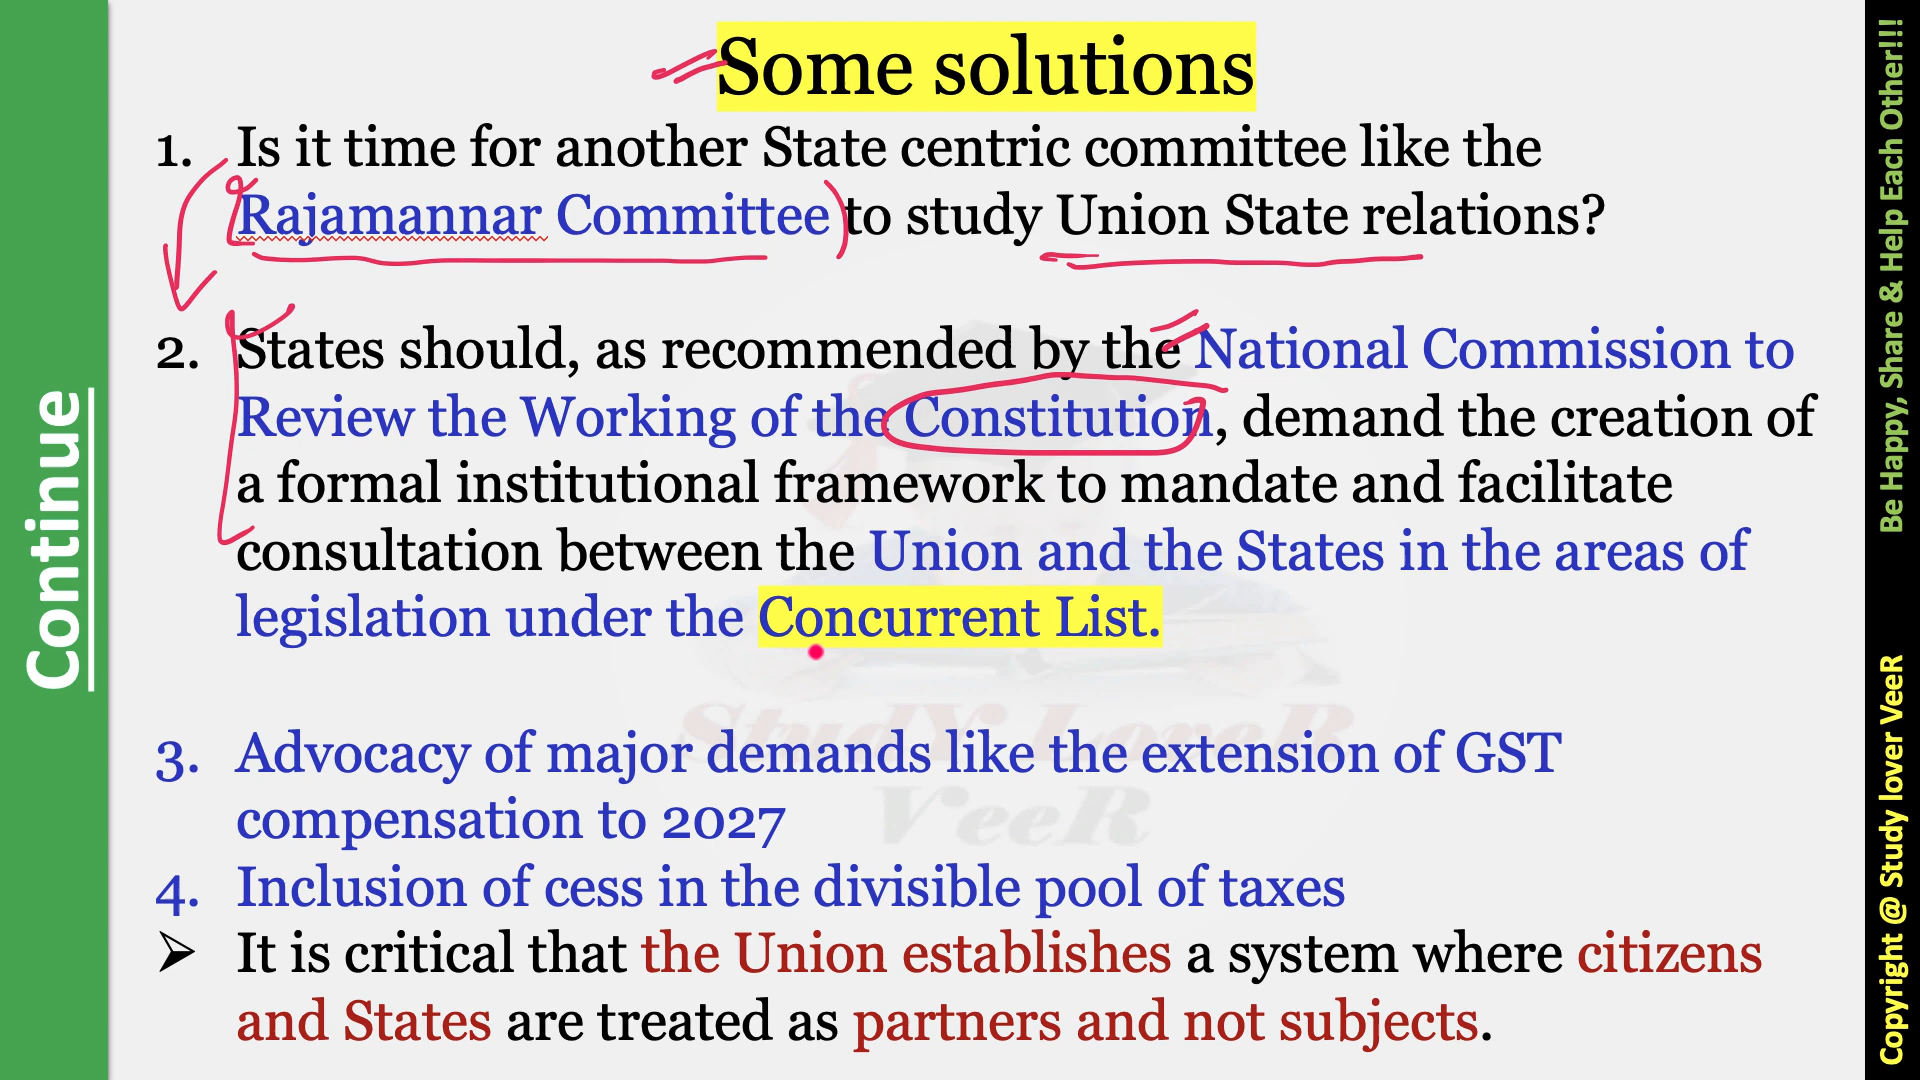 Some solutions
1. Is it time for another State centric committee like the
Rajamannar Committee to study Union State relations?
2. States should, as recommended by the National Commission to
Review the Working of the Constitution, demand the creation of
a formal institutional framework to mandate and facilitate
consultation between the Union and the States in the areas of
legislation under the Concurrent List.
3. Advocacy of major demands like the extension of GST
compensation to 2027
4. Inclusion of cess in the divisible pool of taxes
➢ It is critical that the Union establishes a system where citizens
and States are treated as partners and not subjects.
Continue
Be Happy, Share & Help Each Other!!!
Copyright @ Study lover VeeR
StudY LoveR
VeeR